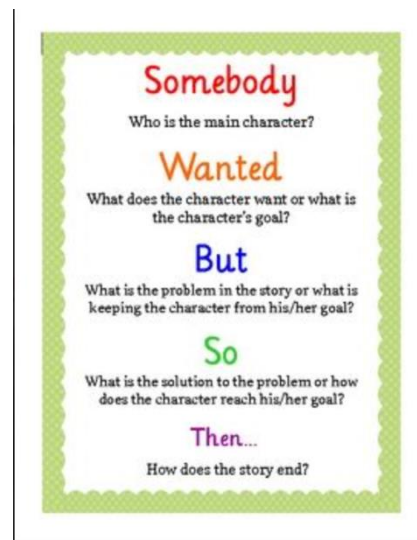 Somebody
Who is the main character?
Wanted
What does the character want or what is
the character's goal?
But
What is the problem in the story or what is
keeping the character from his/her goal?
So
What is the solution to the problem or how
does the character reach his/her goal?
Then...
How does the story end?